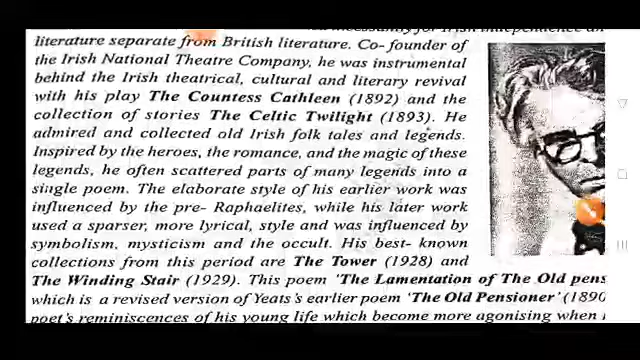 for Irish independence an
literature separate from British literature. Co- founder of
the Irish National Theatre Company, he was instrumental
behind the Irish theatrical, cultural and literary revival
with his play The Countess Cathleen (1892) and the
collection of stories The Celtic Twilight (1893). He
admired and collected old Irish folk tales and legends.
Inspired by the heroes, the romance, and the magic of these
legends, he often scattered parts of many legends into a
single poem. The elaborate style of his earlier work was
influenced by the pre- Raphaelites, while his later work
used a sparser, more lyrical, style and was influenced by
symbolism, mysticism and the occult. His best- known
collections from this period are The Tower (1928) and
The Winding Stair (1929). This poem 'The Lamentation of The Old pens
which is a revised version of Yeats's earlier poem 'The Old Pensioner' (1890
poet's reminiscences of his young life which become more agonising when